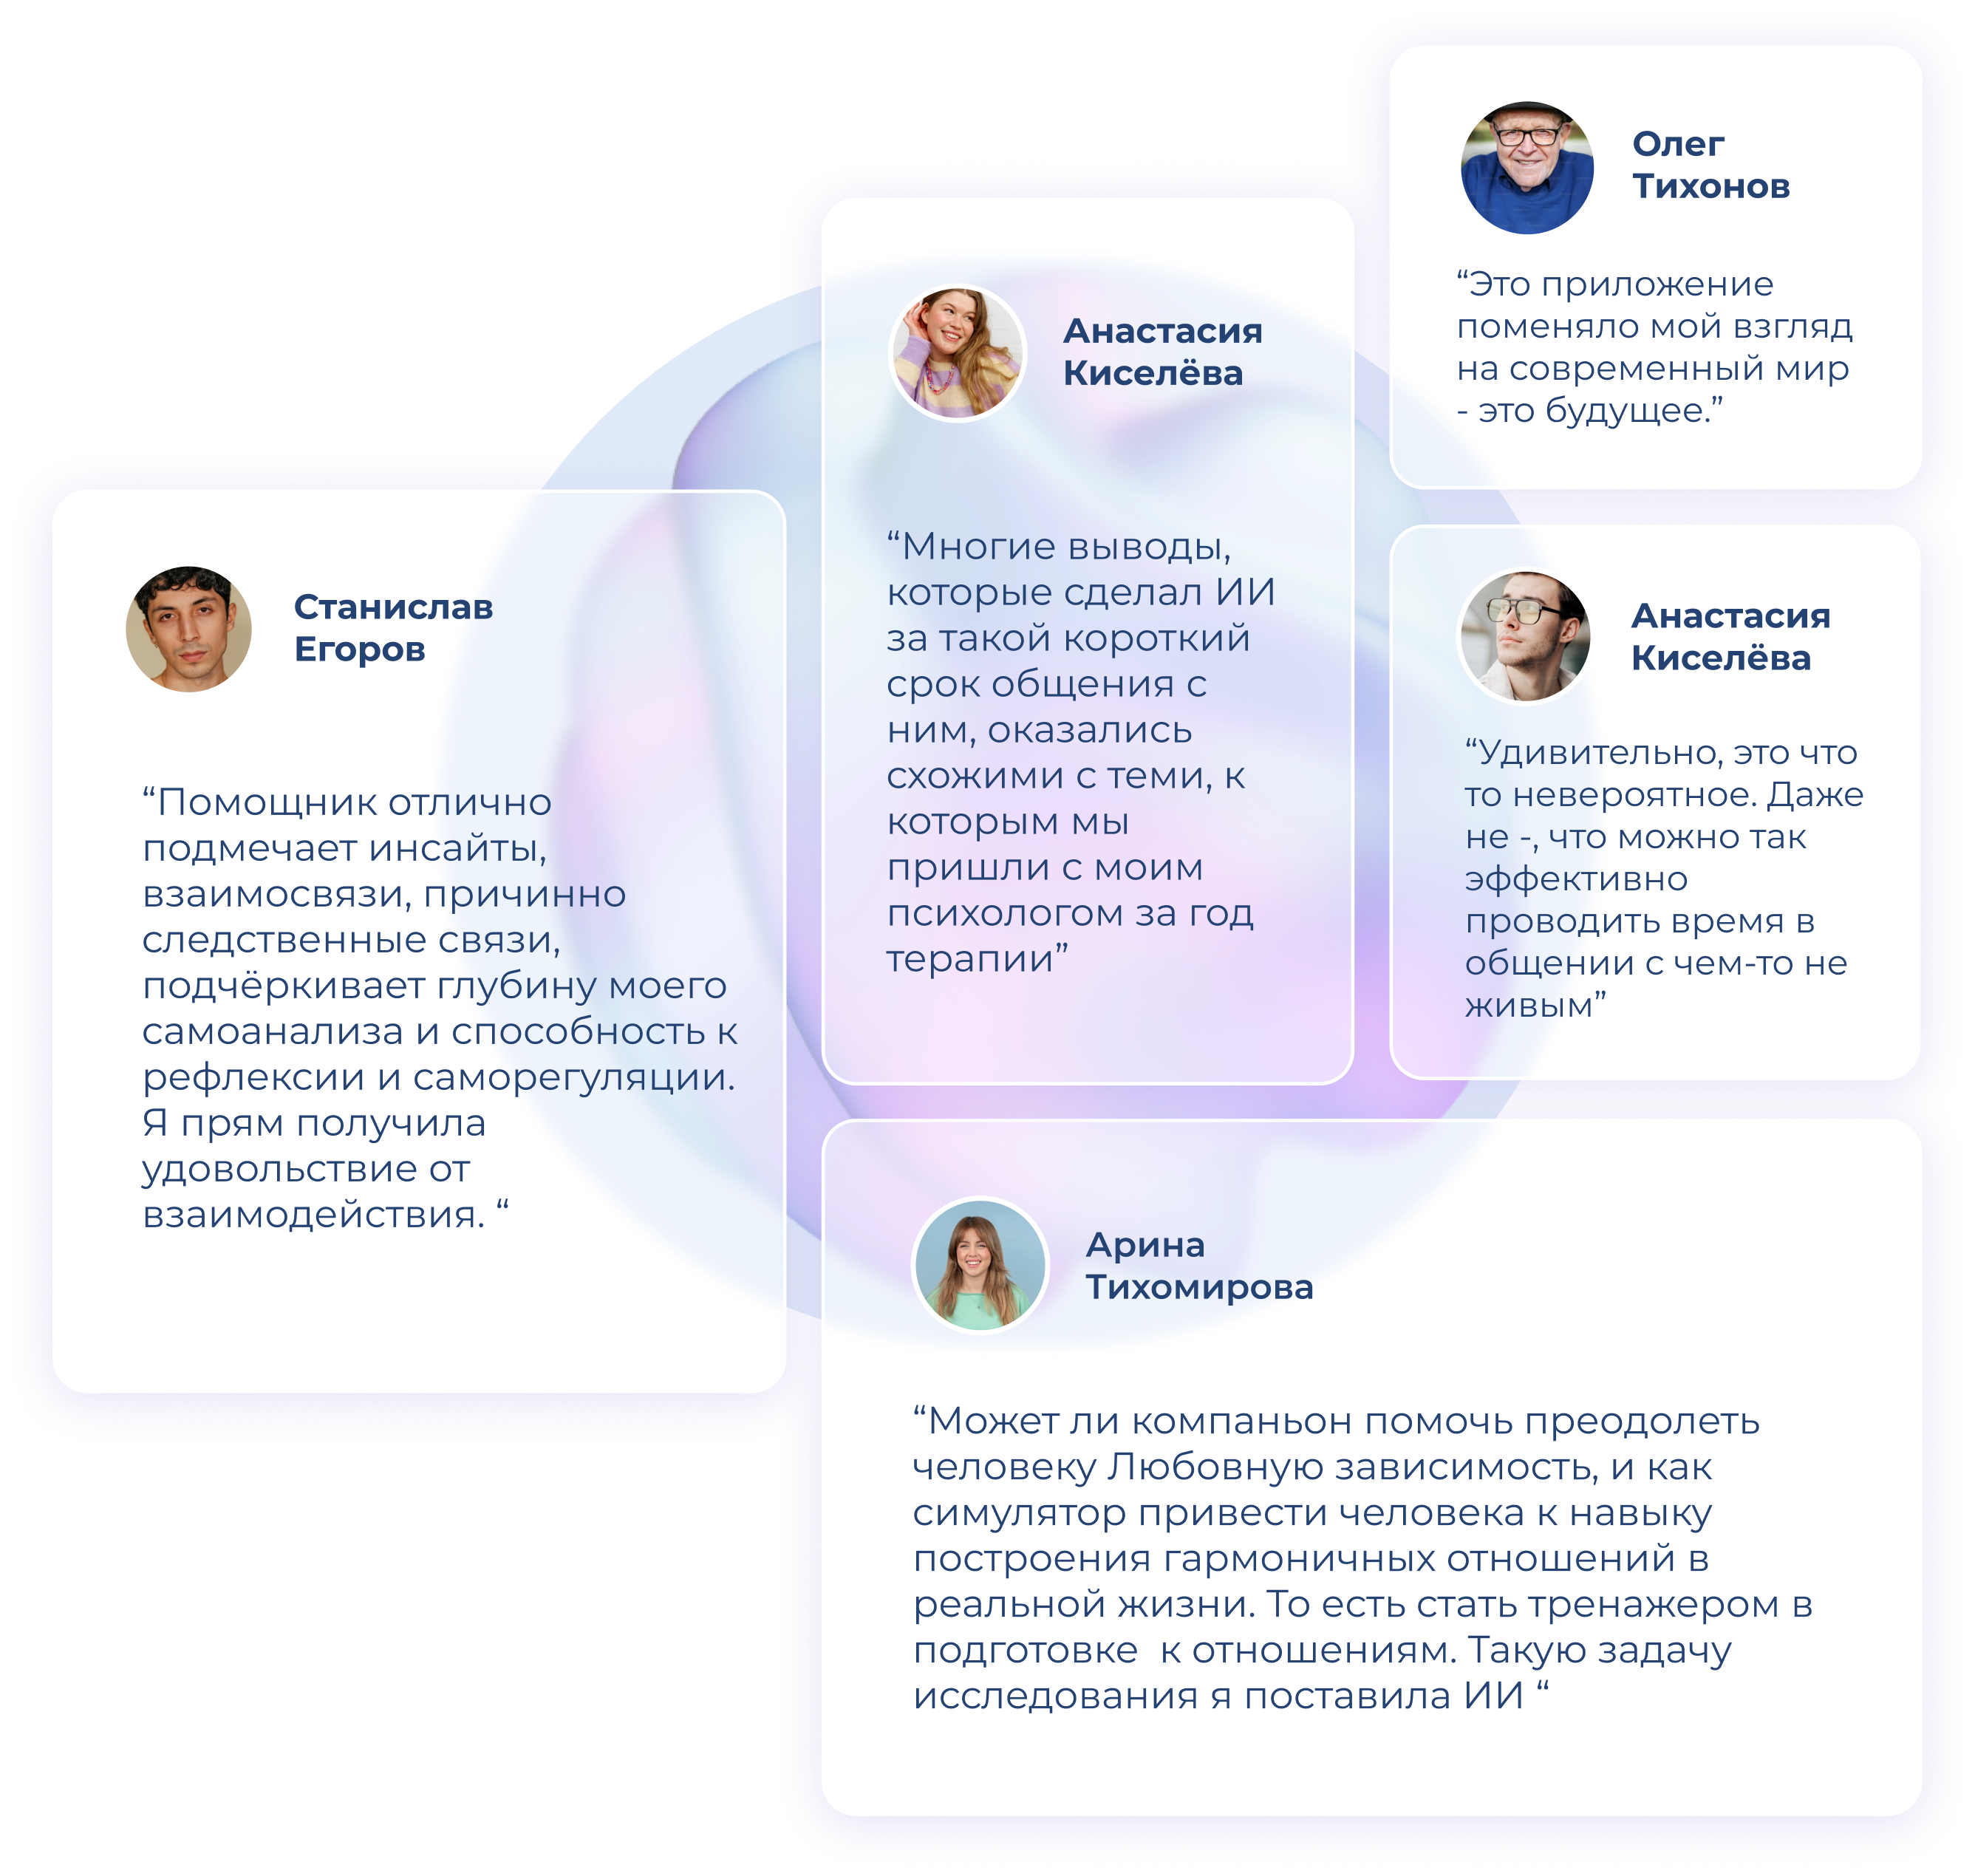 Станислав
Егоров
“Помощник отлично
подмечает инсайты,
взаимосвязи, причинно
следственные связи,
подчёркивает глубину моего
самоанализа и способность к
рефлексии и саморегуляции.
Я прям получила
удовольствие от
взаимодействия. “
Анастасия
Киселёва
“Многие выводы,
которые сделал ИИ
за такой короткий
срок общения с
ним, оказались
схожими с теми, к
которым мы
пришли с моим
психологом за год
терапии”
Олег
Тихонов
“Это приложение
поменяло мой взгляд
на современный мир
- это будущее.”
Анастасия
Киселёва
“Удивительно, это что
то невероятное. Даже
не -, что можно так
эффективно
проводить время в
общении с чем-то не
живым”
Арина
Тихомирова
“Может ли компаньон помочь преодолеть
человеку Любовную зависимость, и как
симулятор привести человека к навыку
построения гармоничных отношений в
реальной жизни. То есть стать тренажером в
подготовке  к отношениям. Такую задачу
исследования я поставила ИИ “